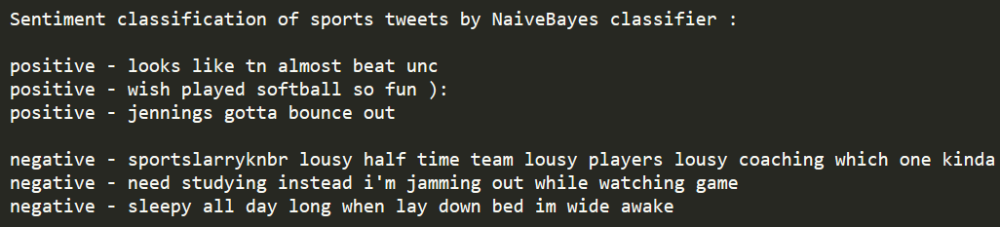 Sentiment classification of sports tweets by NaiveBayes classifier :
positive - looks like tn almost beat unc
positive - wish played softball so fun ):
positive - jennings gotta bounce out
negative - sportslarryknbr lousy half time team lousy players lousy coaching which one kinda
negative - need studying instead i'm jamming out while watching game
negative - sleepy all day long when lay down bed im wide awake